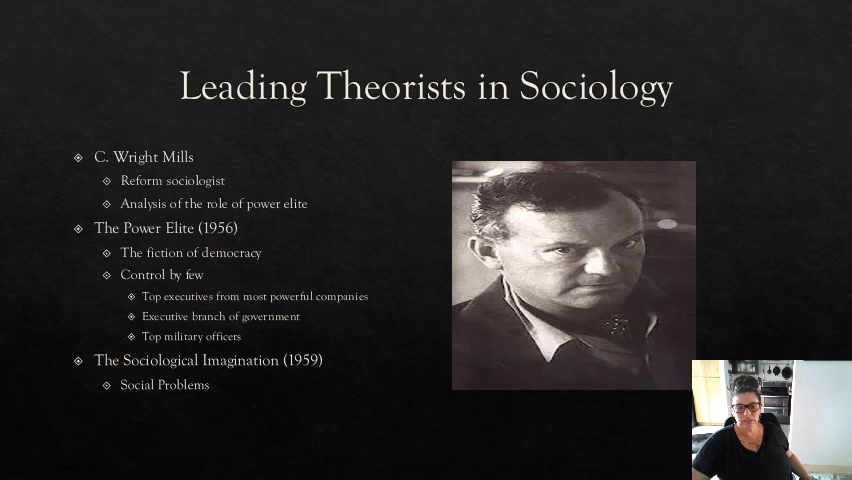 Leading Theorists in Sociology
C. Wright Mills
Reform sociologist
Analysis of the role of power elite
The Power Elite (1956)
The fiction of democracy
Control by few
Top executives from most powerful companies
Executive branch of government
Top military officers
The Sociological Imagination (1959)
Social Problems